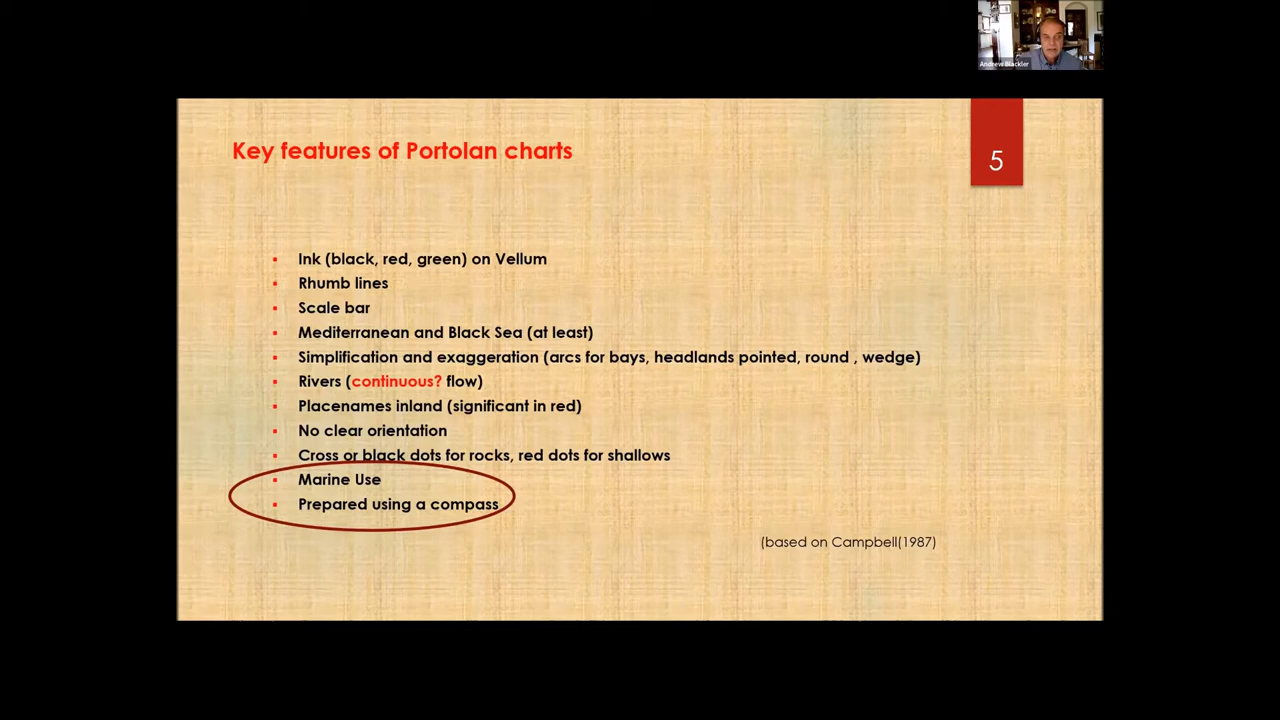 Andrew Blackler
Key features of Portolan charts
5
▪ Ink (black, red, green) on Vellum
▪ Rhumb lines
▪ Scale bar
▪ Mediterranean and Black Sea (at least)
▪ Simplification and exaggeration (arcs for bays, headlands pointed, round , wedge)
▪ Rivers (continuous? flow)
▪ Placenames inland (significant in red)
▪ No clear orientation
▪ Cross or black dots for rocks, red dots for shallows
▪ Marine Use
▪ Prepared using a compass
(based on Campbell(1987)